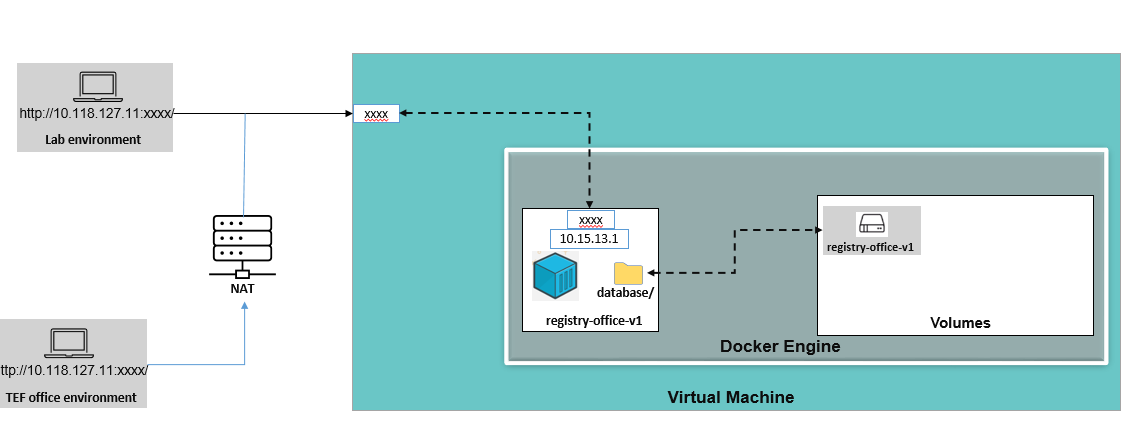 http://10.118.127.11:xxxx/
Lab environment
xxxx
NAT
ttp://10.118.127.11:xxxx/
TEF office environment
xxxx
10.15.13.1
database/
registry-office-v1
registry-office-v1
Volumes
Docker Engine
Virtual Machine